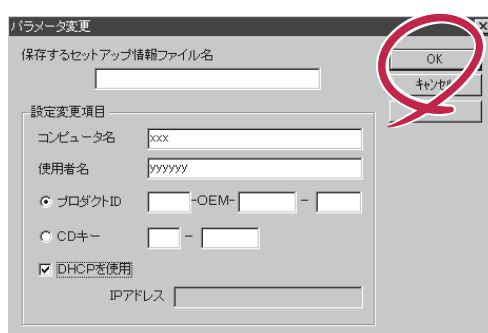 パラメータ変更
保存するセットアップ情報ファイル名
OK
キャンセル
設定変更項目
コンピュータ名 xxx
使用者名 yyyyyy
プロダクトID -OEM- -
CDキー -
DHCPを使用
IPアドレス